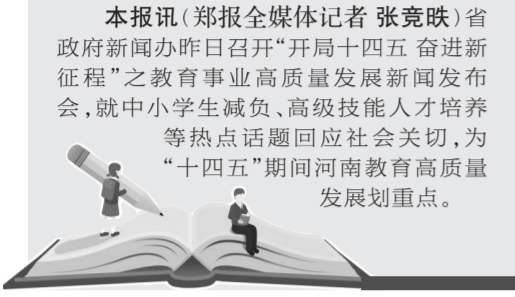 本报讯(郑报全媒体记者 张竞昳)省
政府新闻办昨日召开“开局十四五 奋进新
征程”之教育事业高质量发展新闻发布
会,就中小学生减负、高级技能人才培养
等热点话题回应社会关切,为
“十四五”期间河南教育高质量
发展划重点。